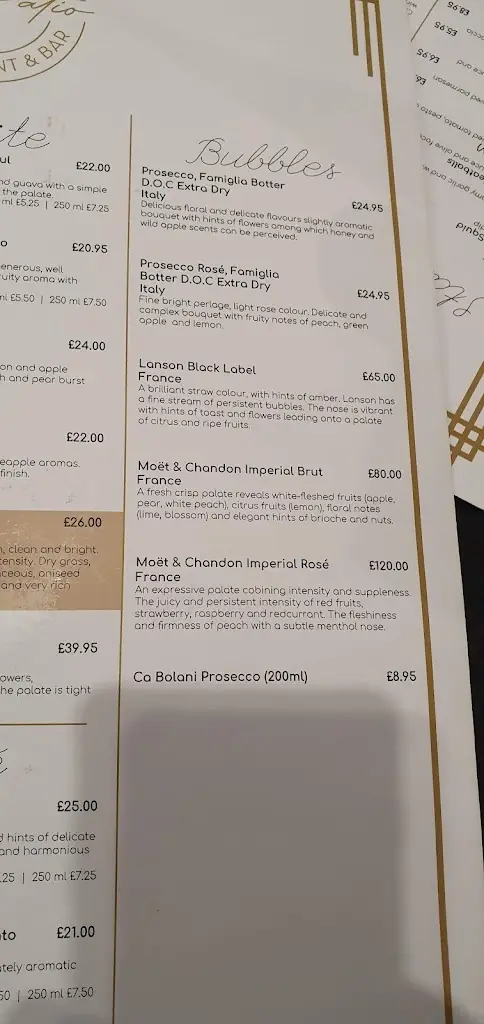 NT & BAR
ite
£22.00
nd guava with a simple
the palate.
ml £5.25 | 250 ml £7.25
£20.95
enerous, well
ruity aroma with
ml £5.50 | 250 ml £7.50
£24.00
on and apple
h and pear burst
£22.00
eapple aromas.
finish.
£26.00
, clean and bright.
tensity. Dry grass,
aceous, aniseed
and very rich
£39.95
owers,
he palate is tight
£25.00
d hints of delicate
and harmonious
.25 | 250 ml £7.25
ato £21.00
ately aromatic
50 | 250 ml £7.50
Bubbles
Prosecco, Famiglia Botter
D.O.C Extra Dry
Italy £24.95
Delicious floral and delicate flavours slightly aromatic
bouquet with hints of flowers among which honey and
wild apple scents can be perceived.
Prosecco Rosé, Famiglia
Botter D.O.C Extra Dry
Italy £24.95
Fine bright perlage, light rose colour. Delicate and
complex bouquet with fruity notes of peach, green
apple and lemon.
Lanson Black Label £65.00
France
A brilliant straw colour, with hints of amber. Lanson has
a fine stream of persistent bubbles. The nose is vibrant
with hints of toast and flowers leading onto a palate
of citrus and ripe fruits.
Moët & Chandon Imperial Brut £80.00
France
A fresh crisp palate reveals white-fleshed fruits (apple,
pear, white peach), citrus fruits (lemon), floral notes
(lime, blossom) and elegant hints of brioche and nuts.
Moët & Chandon Imperial Rosé £120.00
France
An expressive palate cobining intensity and suppleness.
The juicy and persistent intensity of red fruits,
strawberry, raspberry and redcurrant. The fleshiness
and firmness of peach with a subtle menthol nose.
Ca Bolani Prosecco (200ml) £8.95
£8.95
£5.95
£6.95